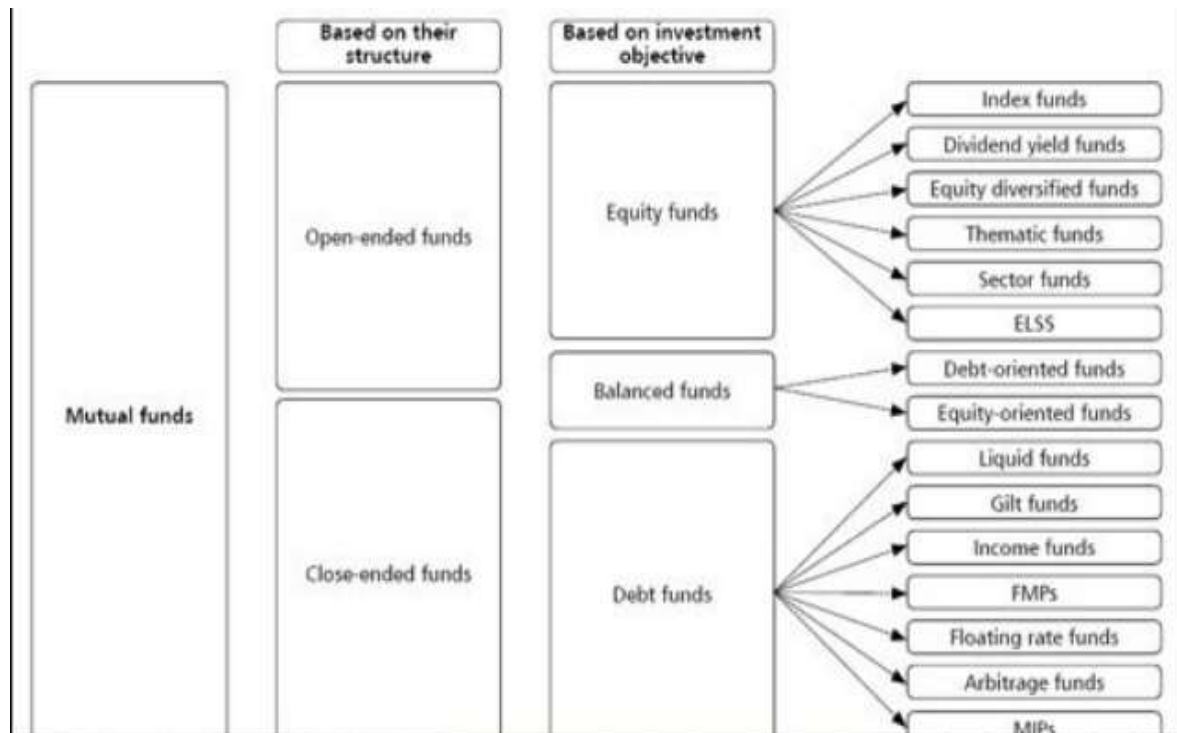 Based on their
structure
Based on investment
objective
Mutual funds
Open-ended funds
Close-ended funds
Equity funds
Balanced funds
Debt funds
Index funds
Dividend yield funds
Equity diversified funds
Thematic funds
Sector funds
ELSS
Debt-oriented funds
Equity-oriented funds
Liquid funds
Gilt funds
Income funds
FMPs
Floating rate funds
Arbitrage funds
MIPs